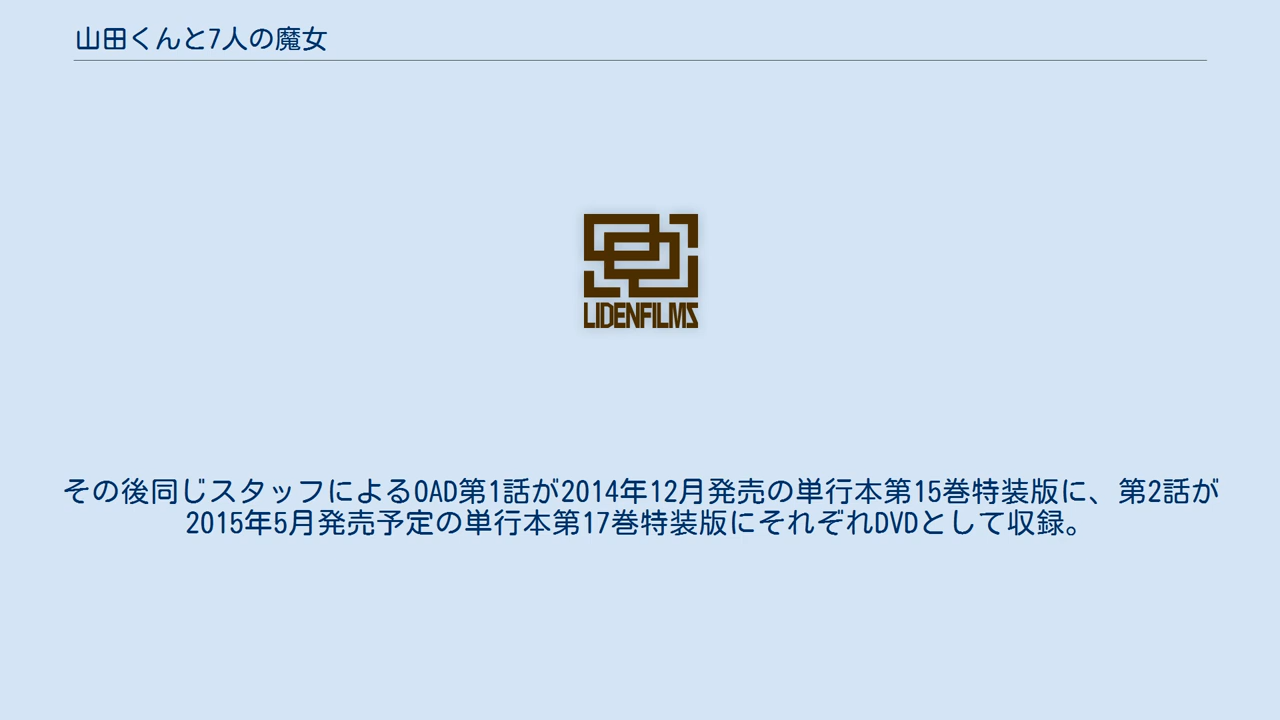 山田くんと7人の魔女
LIDENFILMS
その後同じスタッフによるOAD第1話が2014年12月発売の単行本第15巻特装版に、第2話が
2015年5月発売予定の単行本第17巻特装版にそれぞれDVDとして収録。